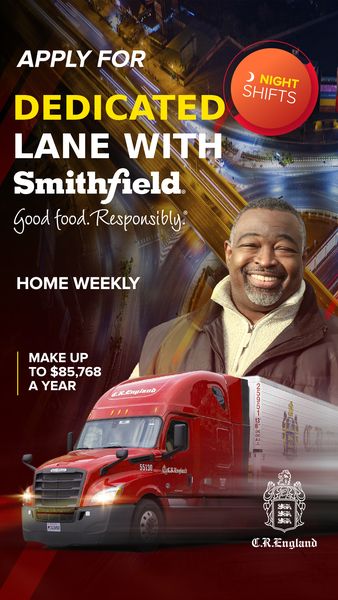 APPLY FOR
NIGHT
SHIFTS
DEDICATED
LANE WITH
Smithfield®
Good food. Responsibly.®
HOME WEEKLY
MAKE UP
TO $85,768
A YEAR
C.R.England
55130
C.R.England